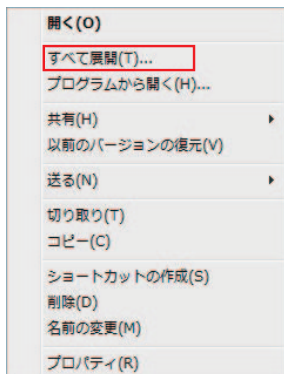 開く(O)
すべて展開(T)...
プログラムから開く(H)...
共有(H)
以前のバージョンの復元(V)
送る(N)
切り取り(T)
コピー(C)
ショートカットの作成(S)
削除(D)
名前の変更(M)
プロパティ(R)